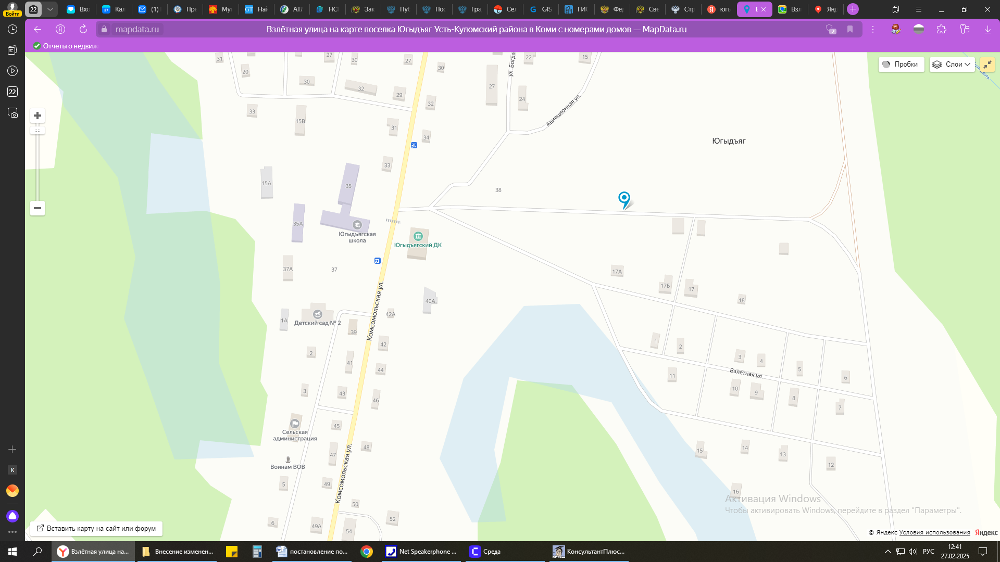 Войти
22
Вхо
27
Кал
(1)
Пр
Му
GT
На
АТЛ
НС
Зак
Пу
По
Гра
Сел
G
GIS
ГИ
Фе
Све
Стр
Я
юг
В
Взл
Янд
mapdata.ru
Взлётная улица на карте поселка Югыдъяг Усть-Куломский района в Коми с номерами домов — MapData.ru
2
Отчеты о недвиж
22
К
Пробки
Слои
31
20
27
30
27
30
30
32
29
32
33
15В
31
34
33
15А
35
35А
Югыдъягская
школа
Югыдъягский ДК
27
22
24
15
ул. Богда
Авиационная ул.
Югыдъяг
38
37А
37
40А
42А
Комсомольская ул.
1А
Детский сад № 2
39
42
2
41
44
3
43
46
Сельская
администрация
45
48
47
Воинам ВОВ
5
49
Комсомольская ул.
50
6
49А
54
52
17А
17Б
17
18
1
2
3
4
5
6
Взлётная ул.
11
10
9
8
7
15
14
13
12
16
Активация Windows
Чтобы активировать Windows, перейдите в раздел "Параметры".
Вставить карту на сайт или форум
© Яндекс Условия использования Яндекс
Взлётная улица на...
Внесение изменен...
постановление по...
Net Speakerphone ...
Среда
КонсультантПлюс...
РУС
12:41
27.02.2025